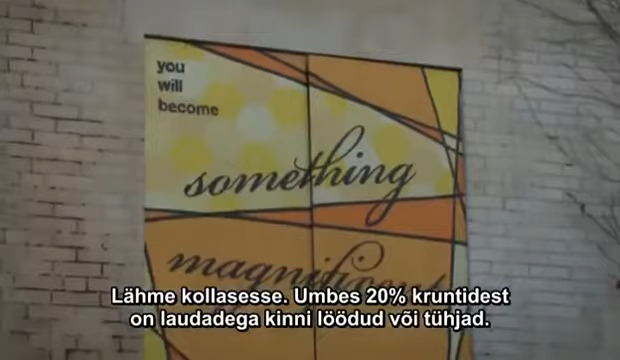 you
will
become
something
Lähme kollasesse. Umbes 20% kruntidest
on laudadega kinni löödud või tühjad.